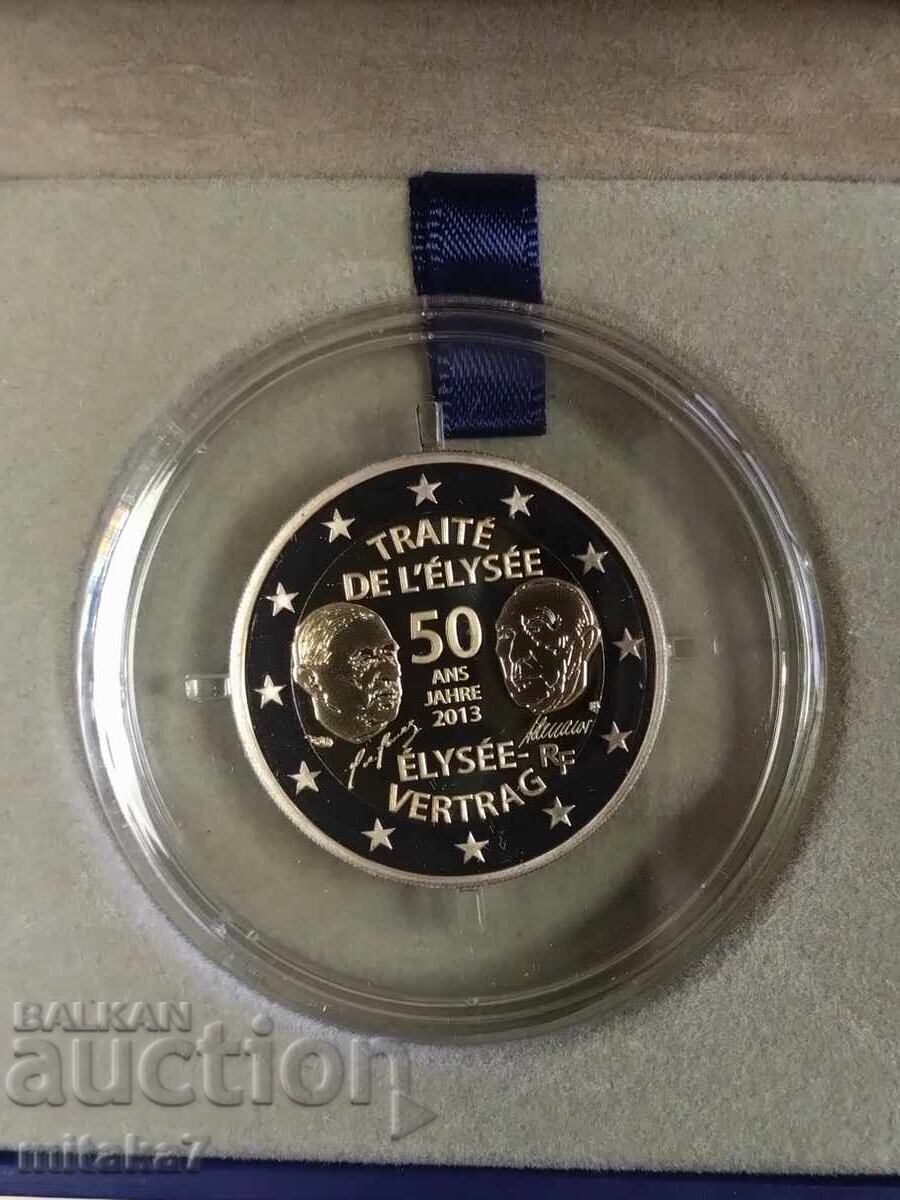 TRAITÉ
DE L'ÉLYSÉE
50
ANS
JAHRE
2013
ÉLYSÉE-
RF
VERTRAG
BALKAN
auction
mitaka7